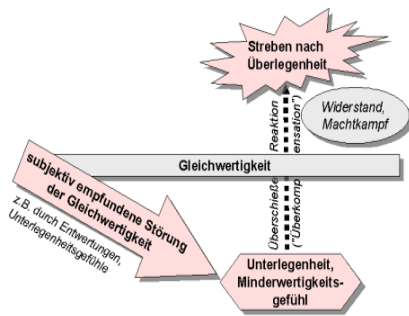 Streben nach
Überlegenheit
Widerstand,
Machtkampf
Überschießende Reaktion
("Überkompensation")
Gleichwertigkeit
subjektiv empfundene Störung
der Gleichwertigkeit
z.B. durch Entwertungen,
Unterlegenheitsgefühle
Unterlegenheit,
Minderwertigkeits-
gefühl